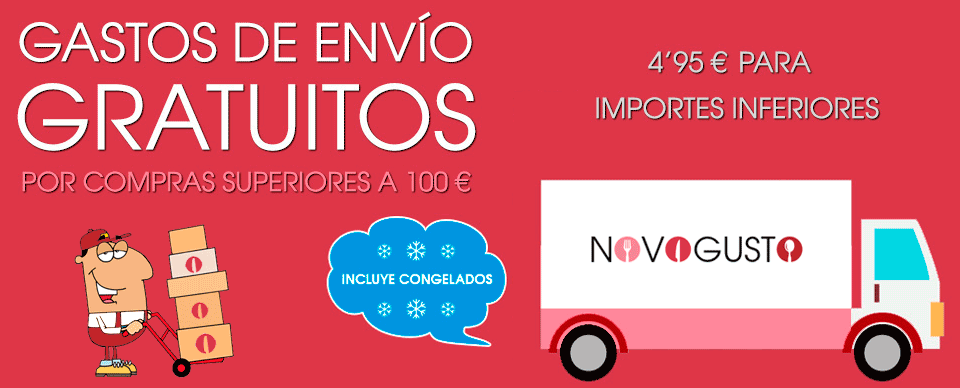 GASTOS DE ENVÍO
GRATUITOS
POR COMPRAS SUPERIORES A 100 €
4’95 € PARA
IMPORTES INFERIORES
INCLUYE CONGELADOS
NOVOGUSTO